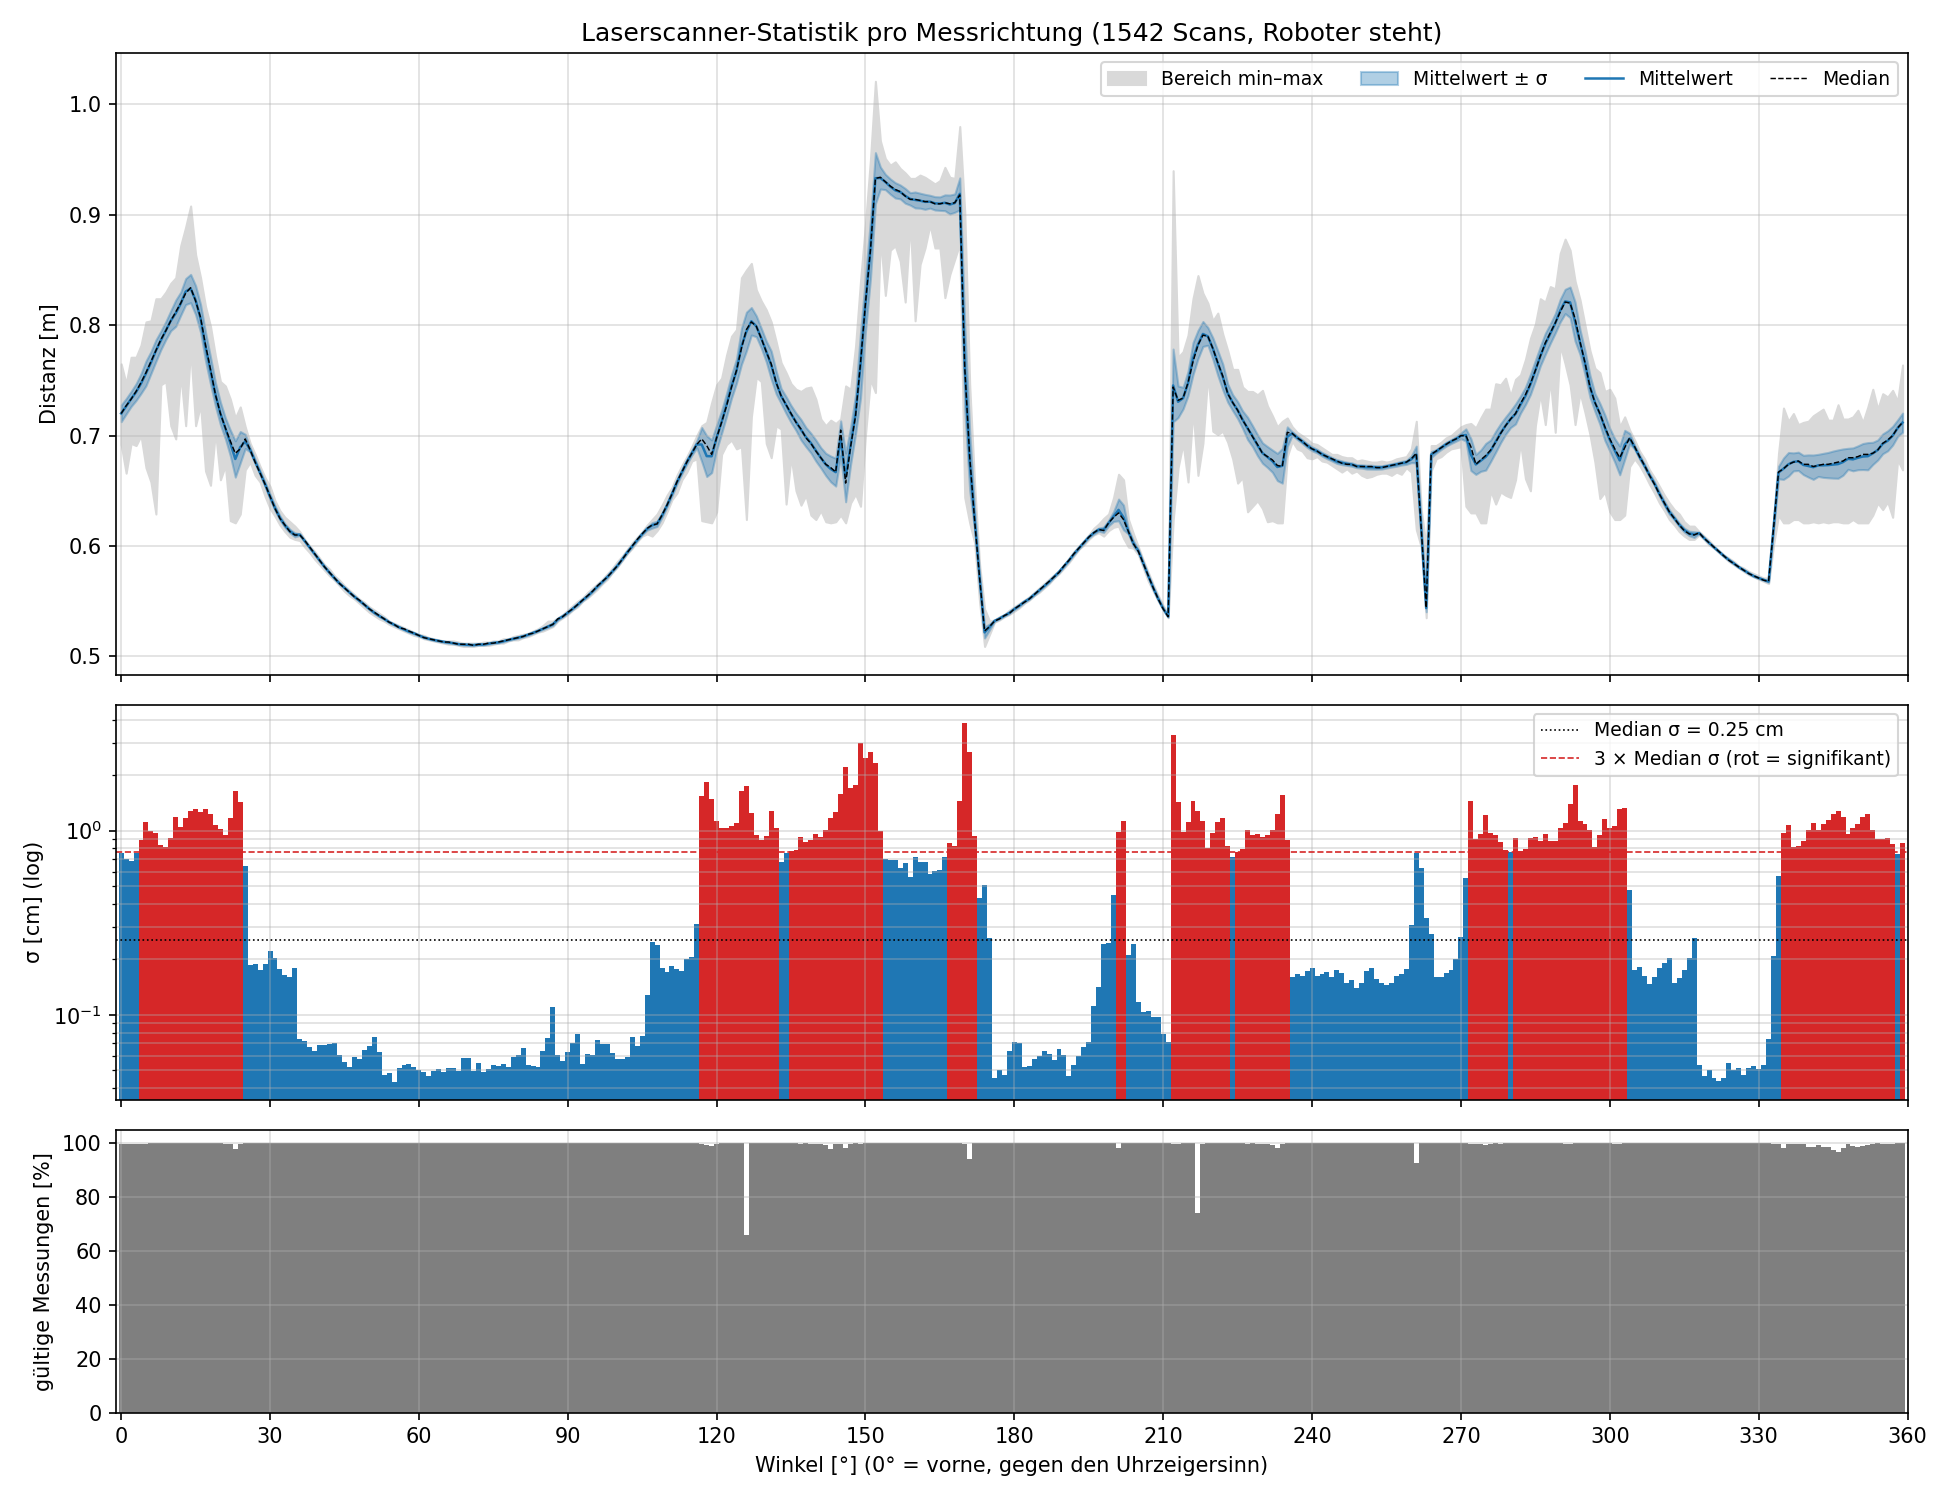 Laserscanner-Statistik pro Messrichtung (1542 Scans, Roboter steht)
Bereich min–max
Mittelwert ± σ
Mittelwert
Median
Distanz [m]
1.0
0.9
0.8
0.7
0.6
0.5
Median σ = 0.25 cm
3 × Median σ (rot = signifikant)
σ [cm] (log)
10⁰
10⁻¹
gültige Messungen [%]
100
80
60
40
20
0
0 30 60 90 120 150 180 210 240 270 300 330 360
Winkel [°] (0° = vorne, gegen den Uhrzeigersinn)